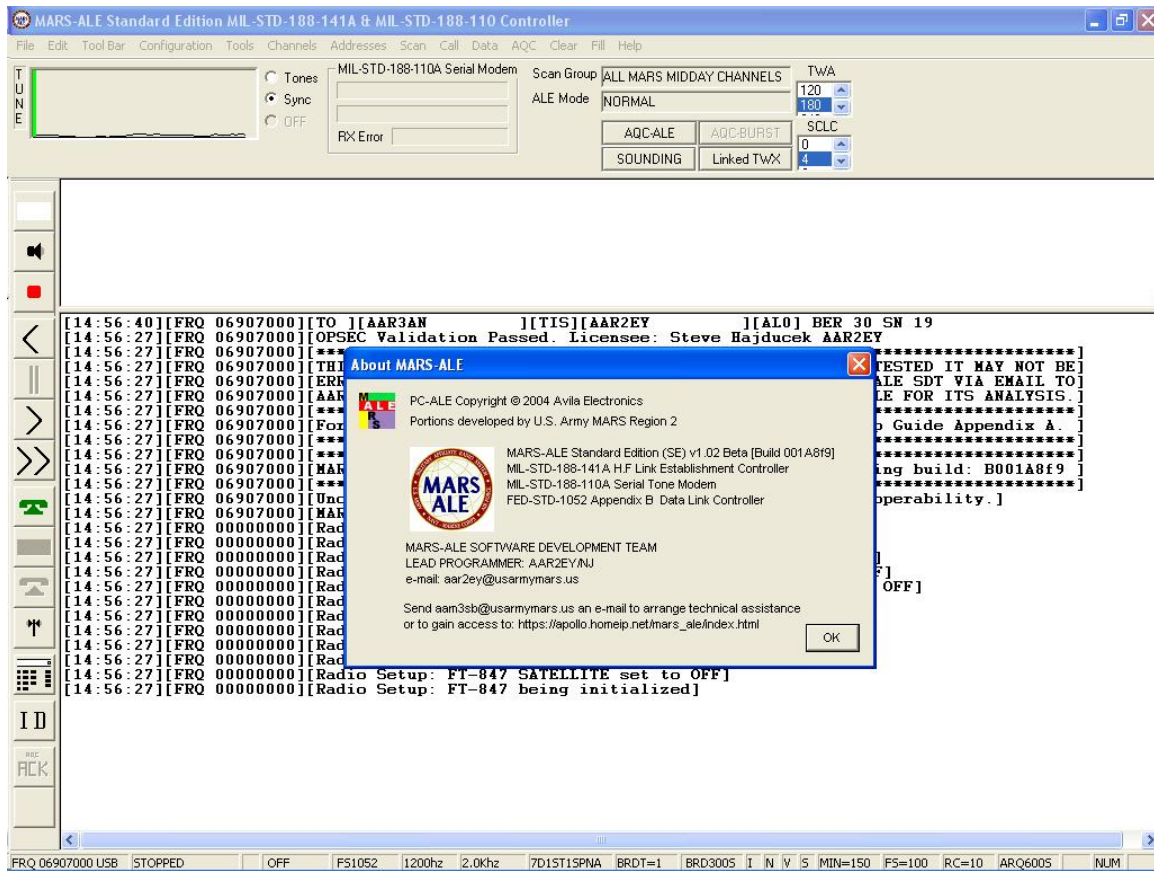 MARS-ALE Standard Edition MIL-STD-188-141A & MIL-STD-188-110 Controller
File Edit Tool Bar Configuration Tools Channels Addresses Scan Call Data AQC Clear Fill Help
TUNE
Tones
Sync
OFF
MIL-STD-188-110A Serial Modem
RX Error
Scan Group ALL MARS MIDDAY CHANNELS
ALE Mode NORMAL
AQC-ALE AQC-BURST
SOUNDING Linked TWX
TWA
120
180
SCLC
0
4
[14:56:40][FRQ 06907000][TO ][AAR3AN ][TIS][AAR2EY ][AL0] BER 30 SN 19
[14:56:27][FRQ 06907000][OPSEC Validation Passed. Licensee: Steve Hajducek AAR2EY
[14:56:27][FRQ 06907000][*** ********************]
[14:56:27][FRQ 06907000][THI TESTED IT MAY NOT BE]
[14:56:27][FRQ 06907000][ERR ALE SDT VIA EMAIL TO]
[14:56:27][FRQ 06907000][AAR LE FOR ITS ANALYSIS.]
[14:56:27][FRQ 06907000][*** ********************]
[14:56:27][FRQ 06907000][For p Guide Appendix A. ]
[14:56:27][FRQ 06907000][*** ********************]
[14:56:27][FRQ 06907000][*** ********************]
[14:56:27][FRQ 06907000][MAR ing build: B001A8f9 ]
[14:56:27][FRQ 06907000][*** ********************]
[14:56:27][FRQ 06907000][Unc operability.]
[14:56:27][FRQ 06907000][MAR
[14:56:27][FRQ 00000000][Rad
[14:56:27][FRQ 00000000][Rad
[14:56:27][FRQ 00000000][Rad ]
[14:56:27][FRQ 00000000][Rad F]
[14:56:27][FRQ 00000000][Rad OFF]
[14:56:27][FRQ 00000000][Rad
[14:56:27][FRQ 00000000][Rad
[14:56:27][FRQ 00000000][Rad
[14:56:27][FRQ 00000000][Rad
[14:56:27][FRQ 00000000][Rad
[14:56:27][FRQ 00000000][Radio Setup: FT-847 SATELLITE set to OFF]
[14:56:27][FRQ 00000000][Radio Setup: FT-847 being initialized]
About MARS-ALE
MARS ALE
PC-ALE Copyright © 2004 Avila Electronics
Portions developed by U.S. Army MARS Region 2
MARS
ALE
MARS-ALE Standard Edition (SE) v1.02 Beta [Build 001A8f9]
MIL-STD-188-141A H.F Link Establishment Controller
MIL-STD-188-110A Serial Tone Modem
FED-STD-1052 Appendix B Data Link Controller
MARS-ALE SOFTWARE DEVELOPMENT TEAM
LEAD PROGRAMMER: AAR2EY/NJ
e-mail: aar2ey@usarmymars.us
Send aam3sb@usarmymars.us an e-mail to arrange technical assistance
or to gain access to: https://apollo.homeip.net/mars_ale/index.html
OK
ID
AQC
ACK
FRQ 06907000 USB STOPPED OFF FS1052 1200hz 2.0Khz 7D1ST1SPNA BRDT=1 BRD300S I N V S MIN=150 FS=100 RC=10 ARQ600S NUM